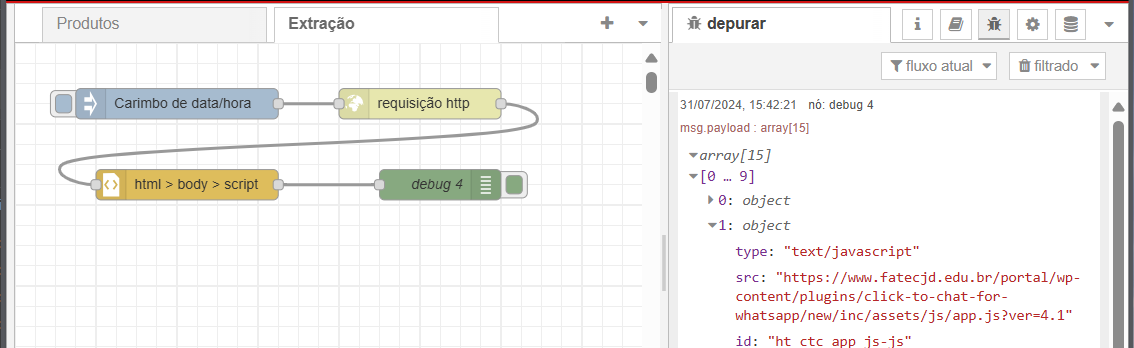 Produtos
Extração
depurar
fluxo atual
filtrado
Carimbo de data/hora
requisição http
html > body > script
debug 4
31/07/2024, 15:42:21 nó: debug 4
msg.payload : array[15]
array[15]
[0 … 9]
0: object
1: object
type: "text/javascript"
src: "https://www.fatecjd.edu.br/portal/wp-
content/plugins/click-to-chat-for-
whatsapp/new/inc/assets/js/app.js?ver=4.1"
id: "ht_ctc_app_js-js"